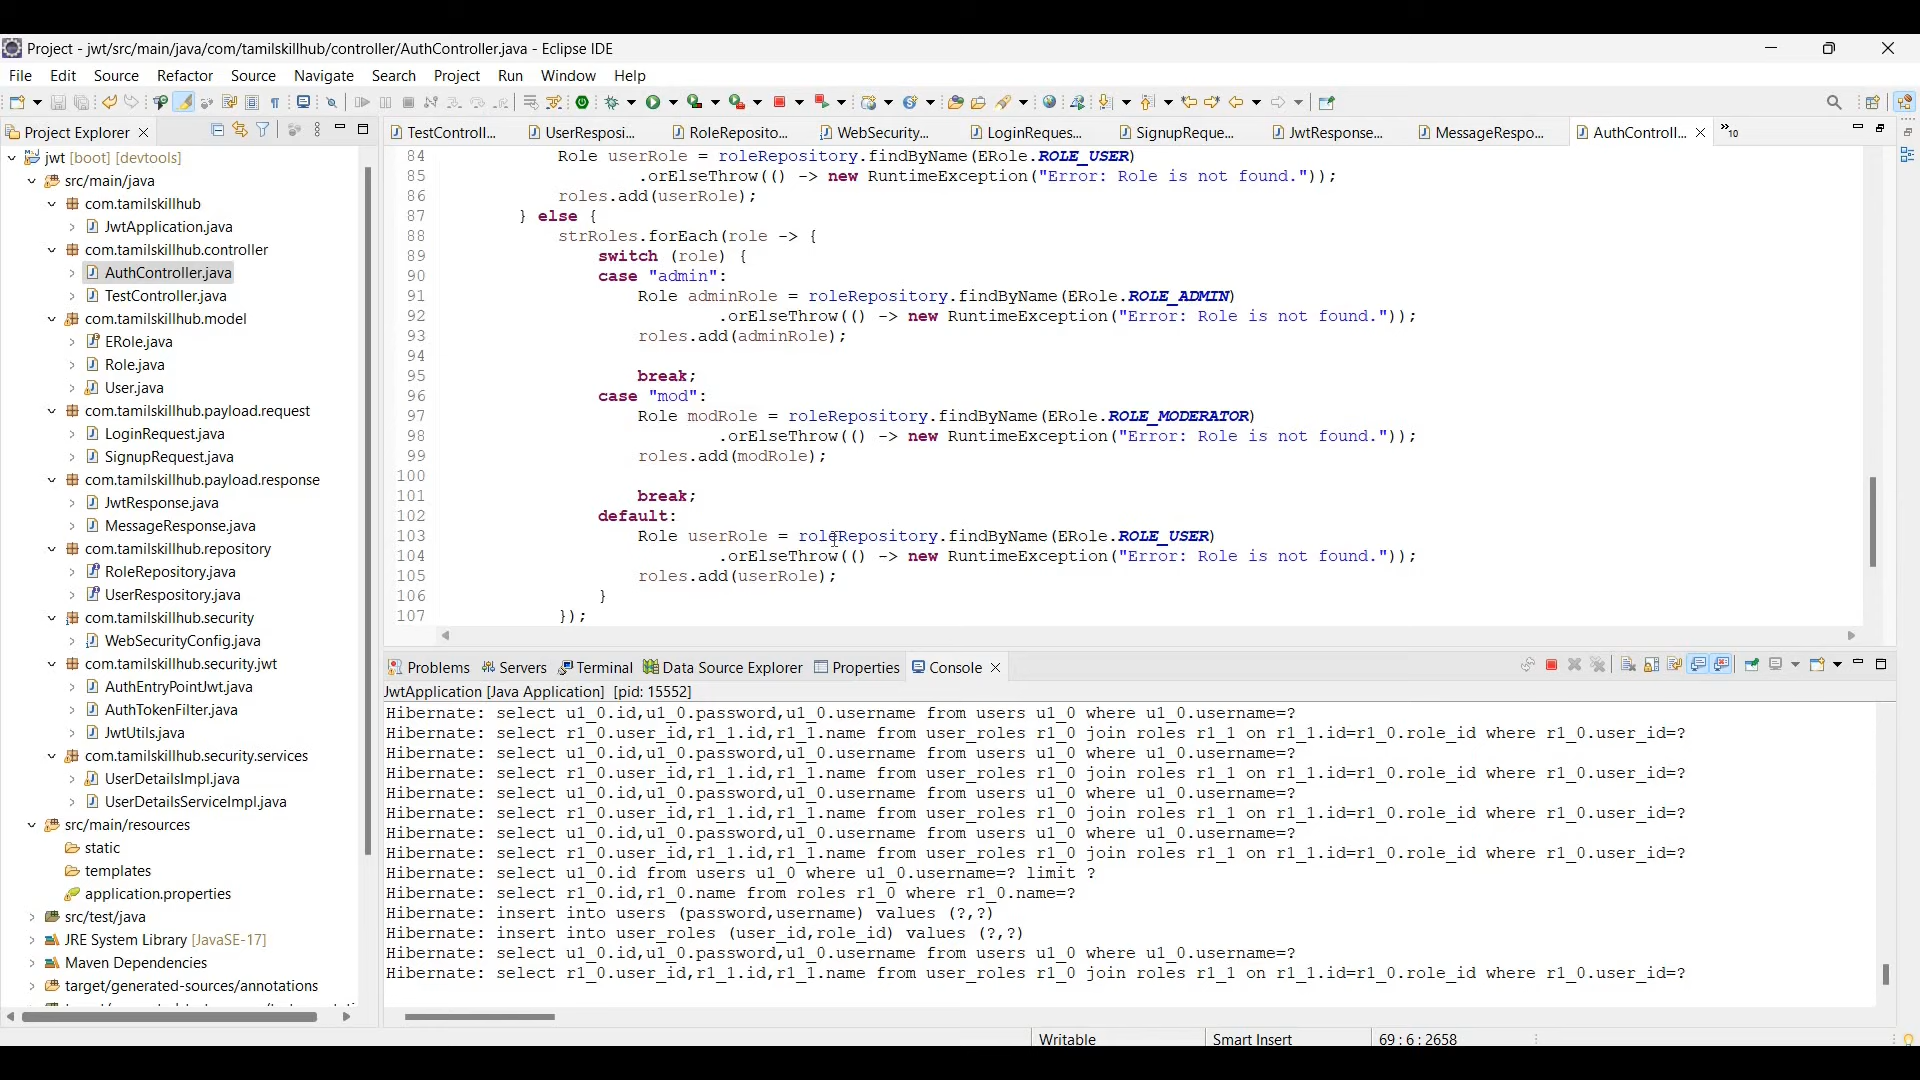 Project - jwt/src/main/java/com/tamilskillhub/controller/AuthController.java - Eclipse IDE
File Edit Source Refactor Source Navigate Search Project Run Window Help
Project Explorer
TestControll... UserResposi... RoleReposito... WebSecurity... LoginReques... SignupReque... JwtResponse... MessageRespo... AuthControll... »10
jwt [boot] [devtools]
src/main/java
com.tamilskillhub
JwtApplication.java
com.tamilskillhub.controller
AuthController.java
TestController.java
com.tamilskillhub.model
ERole.java
Role.java
User.java
com.tamilskillhub.payload.request
LoginRequest.java
SignupRequest.java
com.tamilskillhub.payload.response
JwtResponse.java
MessageResponse.java
com.tamilskillhub.repository
RoleRepository.java
UserRespository.java
com.tamilskillhub.security
WebSecurityConfig.java
com.tamilskillhub.security.jwt
AuthEntryPointJwt.java
AuthTokenFilter.java
JwtUtils.java
com.tamilskillhub.security.services
UserDetailsImpl.java
UserDetailsServiceImpl.java
src/main/resources
static
templates
application.properties
src/test/java
JRE System Library [JavaSE-17]
Maven Dependencies
target/generated-sources/annotations
84 Role userRole = roleRepository.findByName(ERole.ROLE_USER)
85 .orElseThrow(() -> new RuntimeException("Error: Role is not found."));
86 roles.add(userRole);
87 } else {
88 strRoles.forEach(role -> {
89 switch (role) {
90 case "admin":
91 Role adminRole = roleRepository.findByName(ERole.ROLE_ADMIN)
92 .orElseThrow(() -> new RuntimeException("Error: Role is not found."));
93 roles.add(adminRole);
94
95 break;
96 case "mod":
97 Role modRole = roleRepository.findByName(ERole.ROLE_MODERATOR)
98 .orElseThrow(() -> new RuntimeException("Error: Role is not found."));
99 roles.add(modRole);
100
101 break;
102 default:
103 Role userRole = roleRepository.findByName(ERole.ROLE_USER)
104 .orElseThrow(() -> new RuntimeException("Error: Role is not found."));
105 roles.add(userRole);
106 }
107 });
Problems Servers Terminal Data Source Explorer Properties Console
JwtApplication [Java Application] [pid: 15552]
Hibernate: select u1_0.id,u1_0.password,u1_0.username from users u1_0 where u1_0.username=?
Hibernate: select r1_0.user_id,r1_1.id,r1_1.name from user_roles r1_0 join roles r1_1 on r1_1.id=r1_0.role_id where r1_0.user_id=?
Hibernate: select u1_0.id,u1_0.password,u1_0.username from users u1_0 where u1_0.username=?
Hibernate: select r1_0.user_id,r1_1.id,r1_1.name from user_roles r1_0 join roles r1_1 on r1_1.id=r1_0.role_id where r1_0.user_id=?
Hibernate: select u1_0.id,u1_0.password,u1_0.username from users u1_0 where u1_0.username=?
Hibernate: select r1_0.user_id,r1_1.id,r1_1.name from user_roles r1_0 join roles r1_1 on r1_1.id=r1_0.role_id where r1_0.user_id=?
Hibernate: select u1_0.id,u1_0.password,u1_0.username from users u1_0 where u1_0.username=?
Hibernate: select r1_0.user_id,r1_1.id,r1_1.name from user_roles r1_0 join roles r1_1 on r1_1.id=r1_0.role_id where r1_0.user_id=?
Hibernate: select u1_0.id from users u1_0 where u1_0.username=? limit ?
Hibernate: select r1_0.id,r1_0.name from roles r1_0 where r1_0.name=?
Hibernate: insert into users (password,username) values (?,?)
Hibernate: insert into user_roles (user_id,role_id) values (?,?)
Hibernate: select u1_0.id,u1_0.password,u1_0.username from users u1_0 where u1_0.username=?
Hibernate: select r1_0.user_id,r1_1.id,r1_1.name from user_roles r1_0 join roles r1_1 on r1_1.id=r1_0.role_id where r1_0.user_id=?
Writable Smart Insert 69 : 6 : 2658